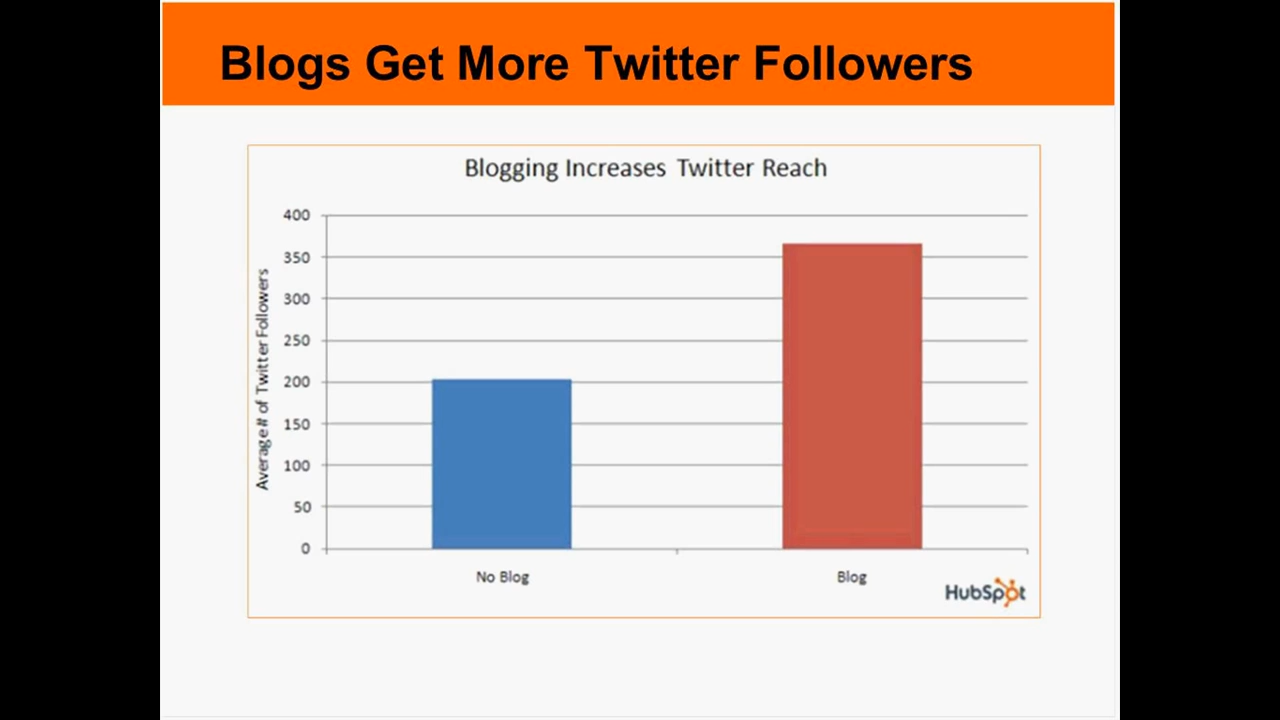 Blogs Get More Twitter Followers
Blogging Increases Twitter Reach
Average # of Twitter Followers
400
350
300
250
200
150
100
50
0
No Blog
Blog
HubSpot